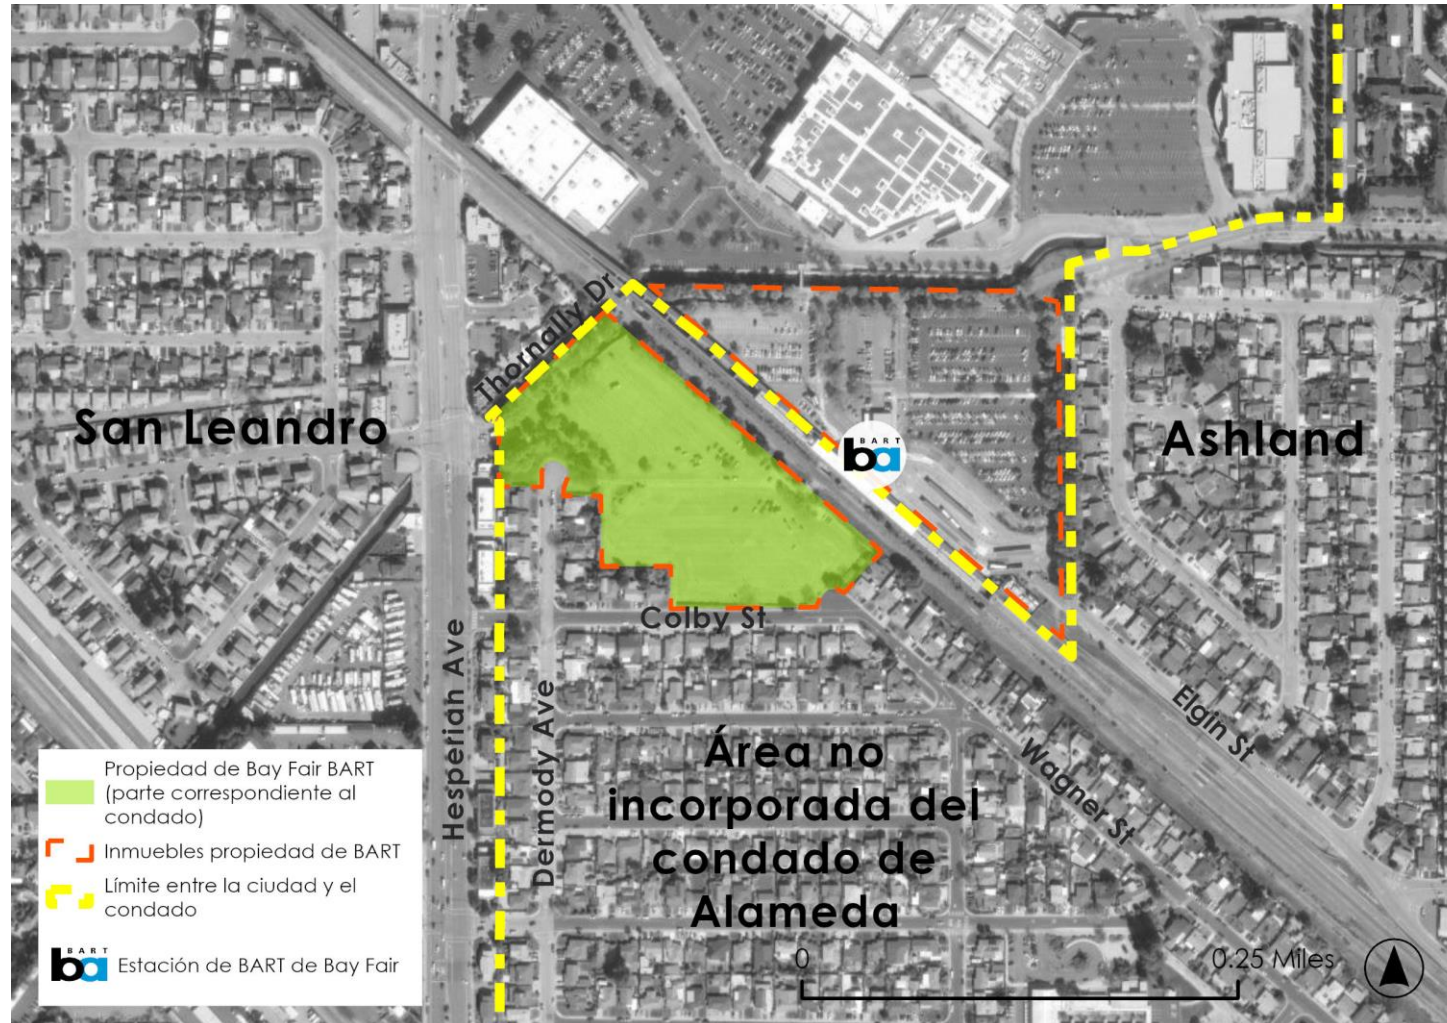 Thornally Dr
San Leandro
BART
ba
Ashland
Colby St
Hesperian Ave
Dermody Ave
Elgin St
Wagner St
Área no
incorporada del
condado de
Alameda
Propiedad de Bay Fair BART
(parte correspondiente al
condado)
Inmuebles propiedad de BART
Límite entre la ciudad y el
condado
BART
ba
Estación de BART de Bay Fair
0
0.25 Miles